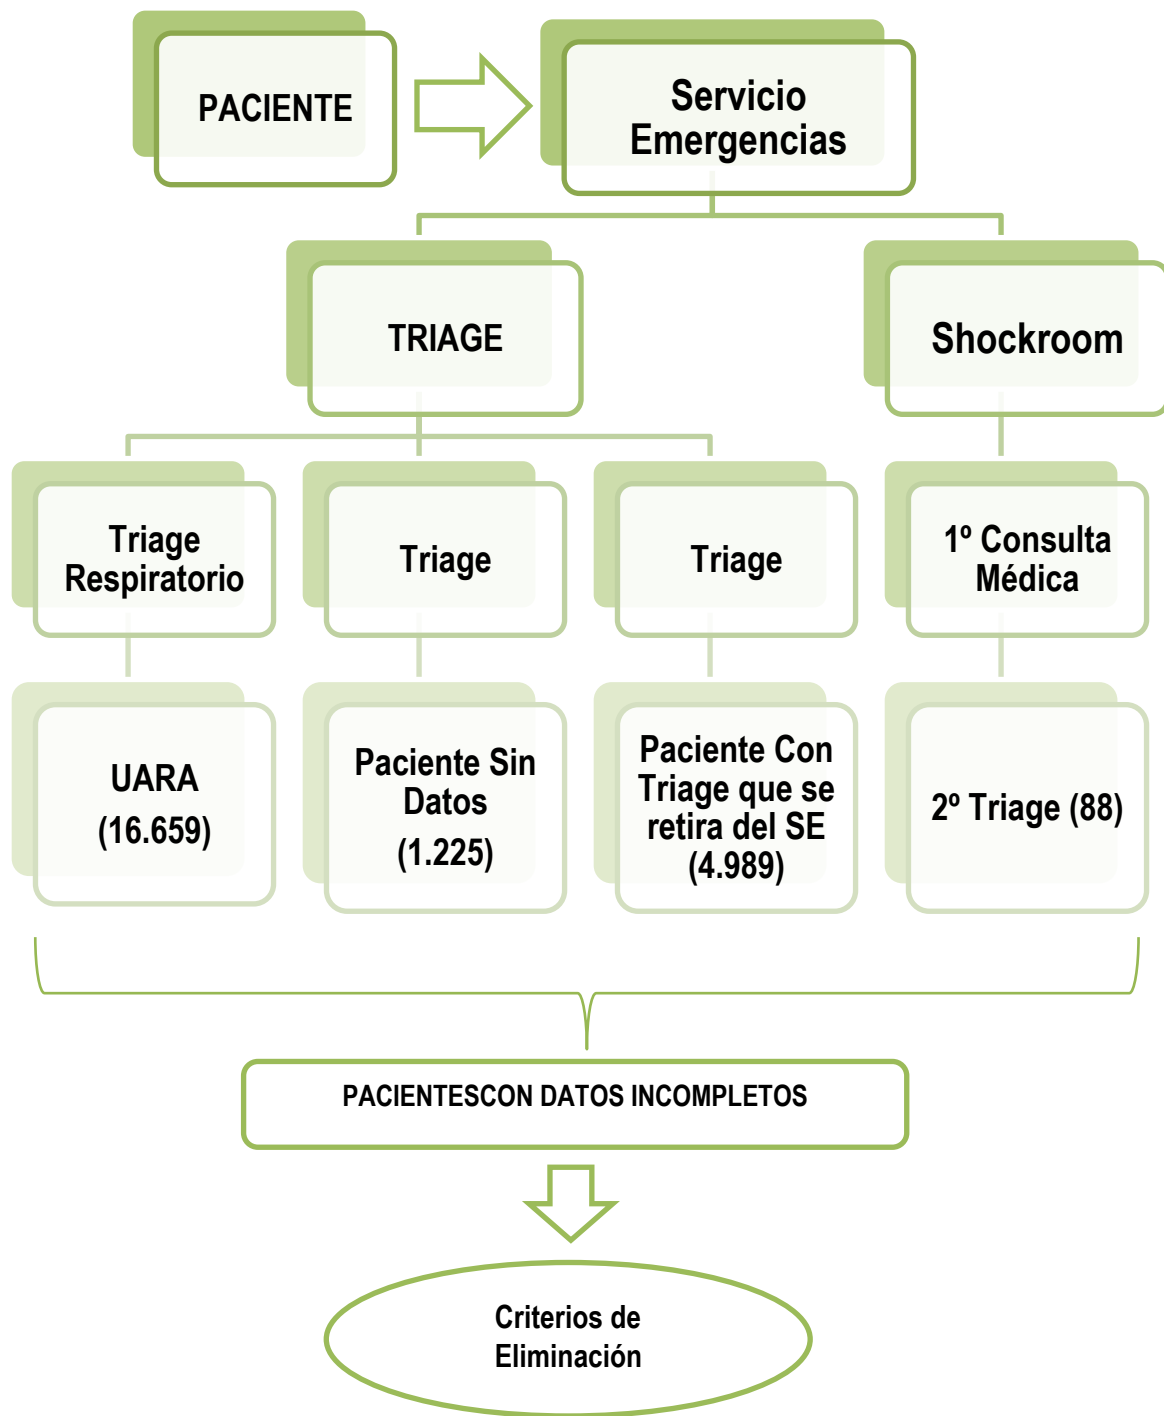 PACIENTE
Servicio
Emergencias
TRIAGE
Shockroom
Triage
Respiratorio
Triage
Triage
1º Consulta
Médica
UARA
(16.659)
Paciente Sin
Datos
(1.225)
Paciente Con
Triage que se
retira del SE
(4.989)
2º Triage (88)
PACIENTESCON DATOS INCOMPLETOS
Criterios de
Eliminación